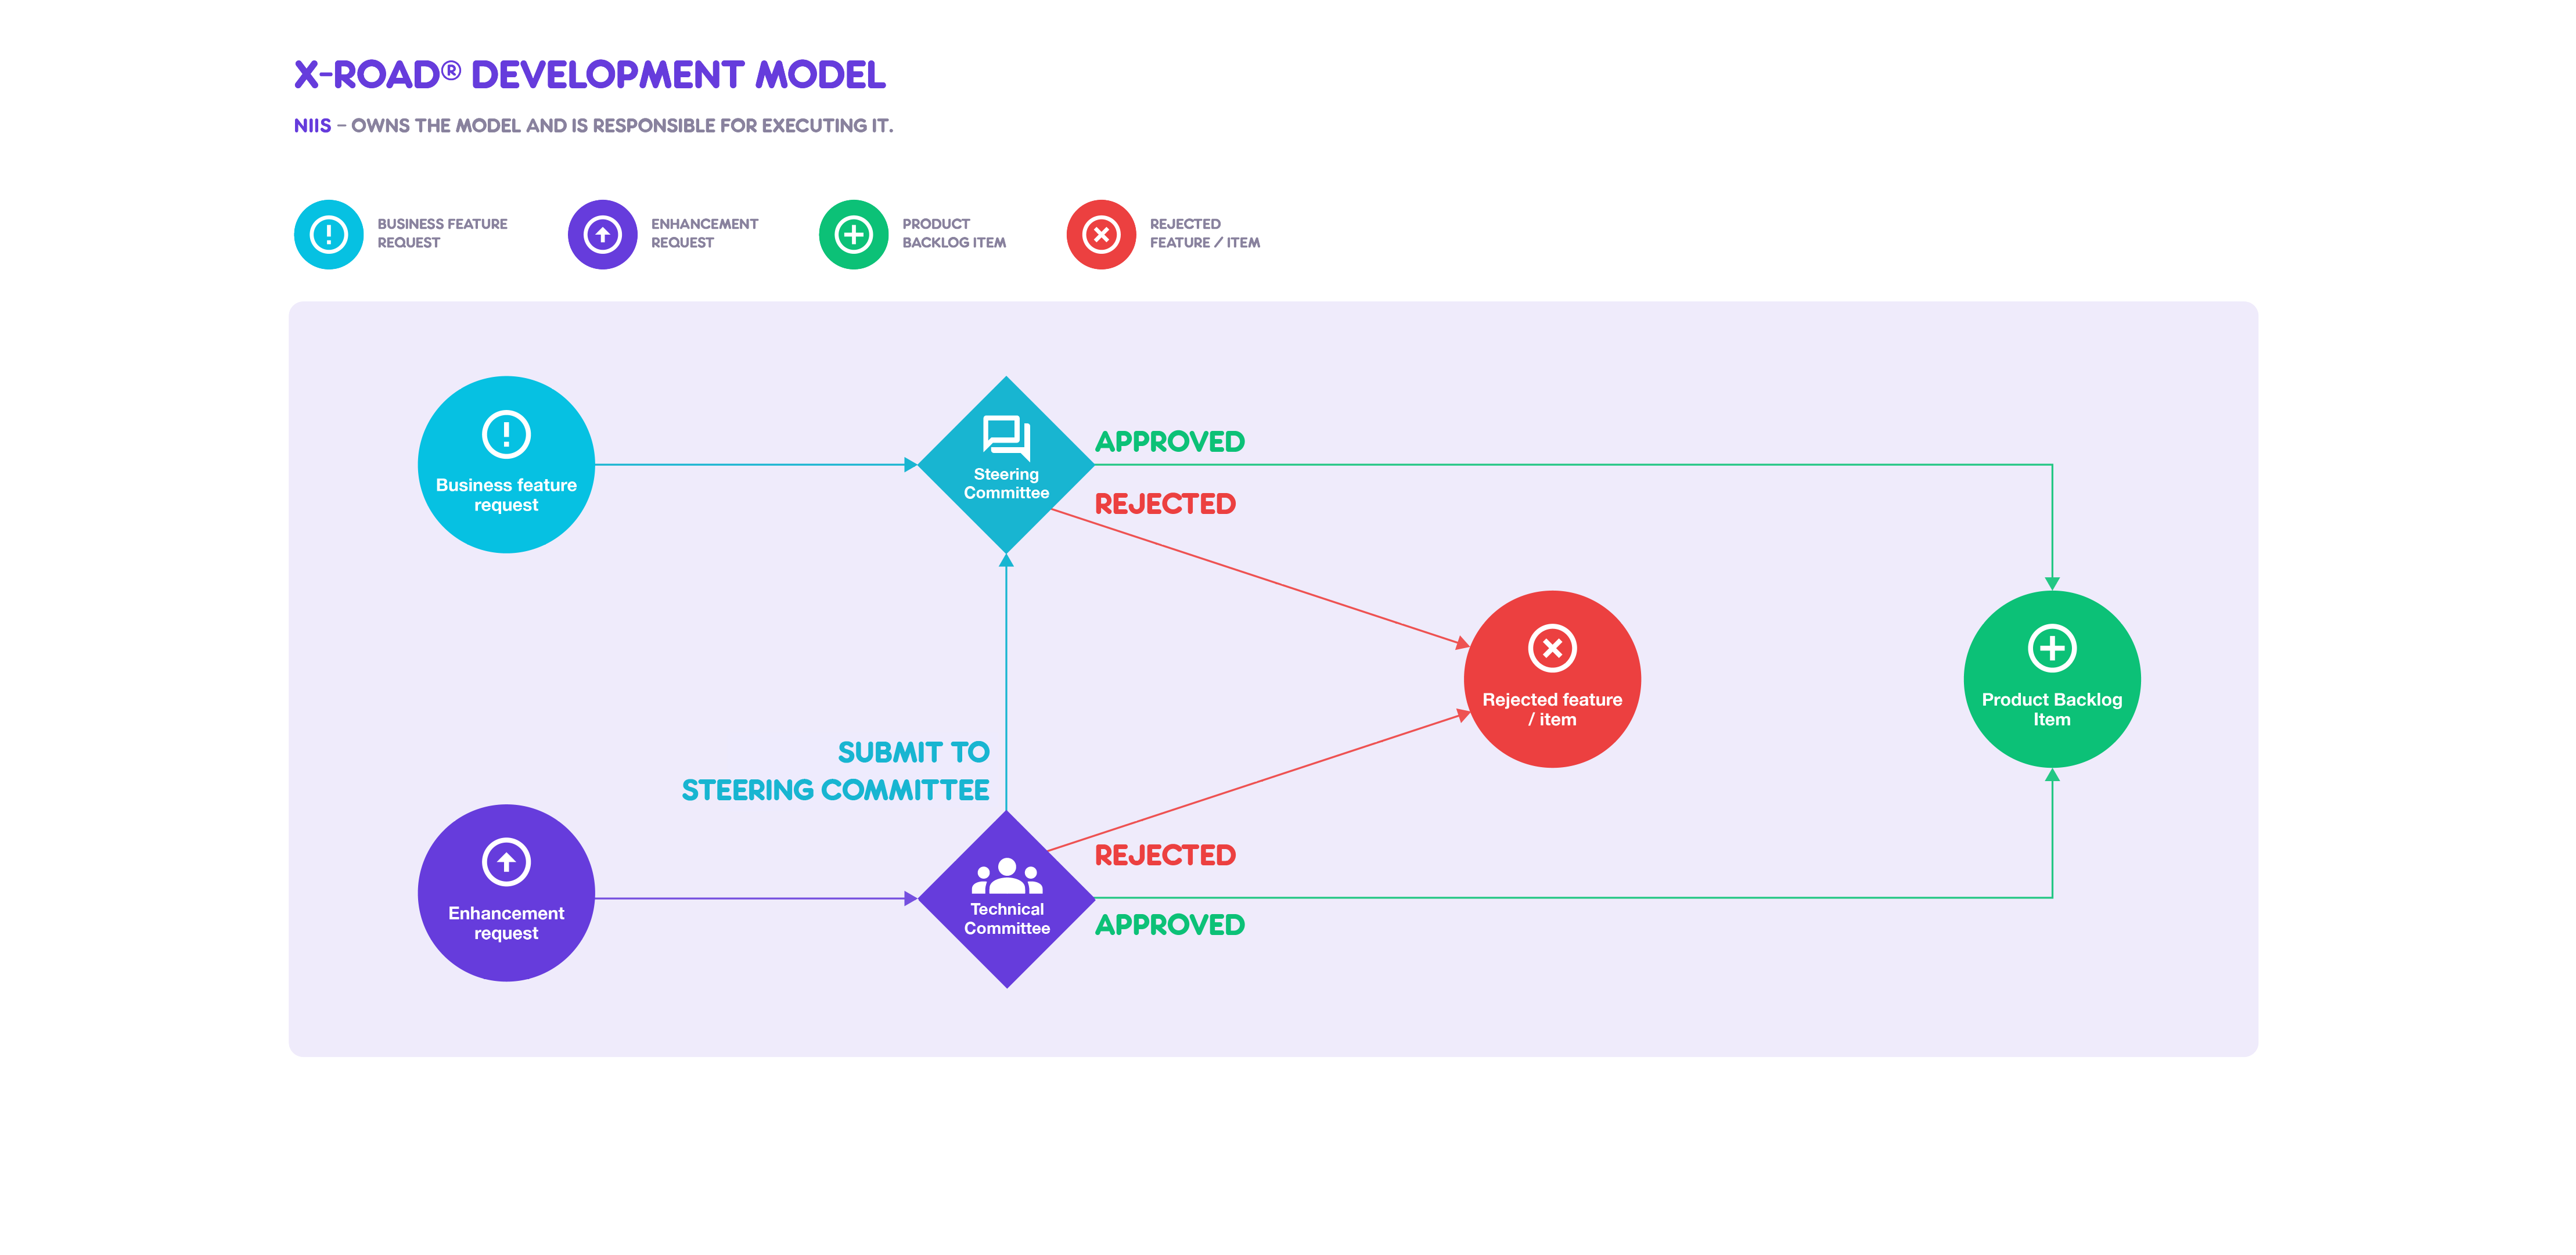 X-ROAD® DEVELOPMENT MODEL
NIIS – OWNS THE MODEL AND IS RESPONSIBLE FOR EXECUTING IT.
BUSINESS FEATURE
REQUEST
ENHANCEMENT
REQUEST
PRODUCT
BACKLOG ITEM
REJECTED
FEATURE / ITEM
Business feature
request
Steering
Committee
APPROVED
REJECTED
Rejected feature
/ item
Product Backlog
Item
SUBMIT TO
STEERING COMMITTEE
Enhancement
request
Technical
Committee
REJECTED
APPROVED